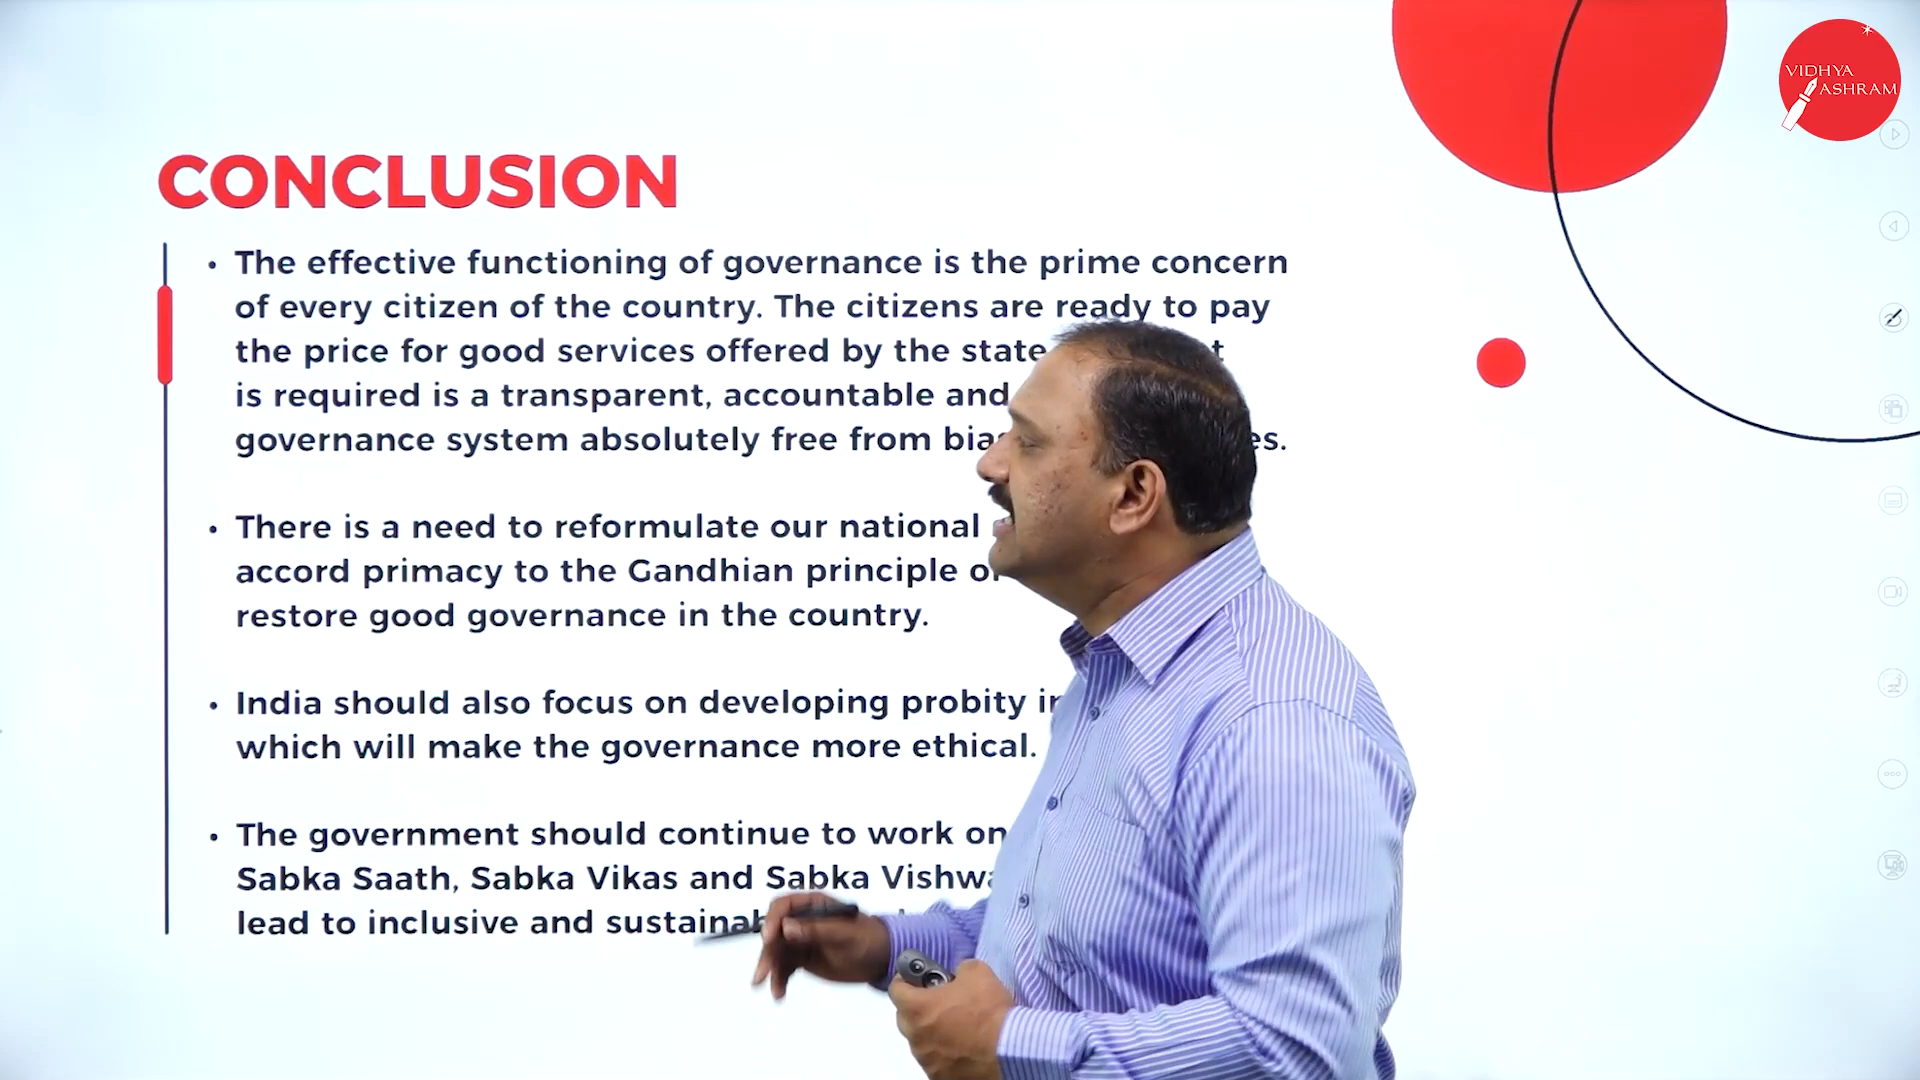 VIDHYA
ASHRAM
CONCLUSION
• The effective functioning of governance is the prime concern
of every citizen of the country. The citizens are ready to pay
the price for good services offered by the state
is required is a transparent, accountable and
governance system absolutely free from
• There is a need to reformulate our national
accord primacy to the Gandhian principle
restore good governance in the country.
• India should also focus on developing probity
which will make the governance more ethical.
• The government should continue to work on
Sabka Saath, Sabka Vikas and Sabka
lead to inclusive and